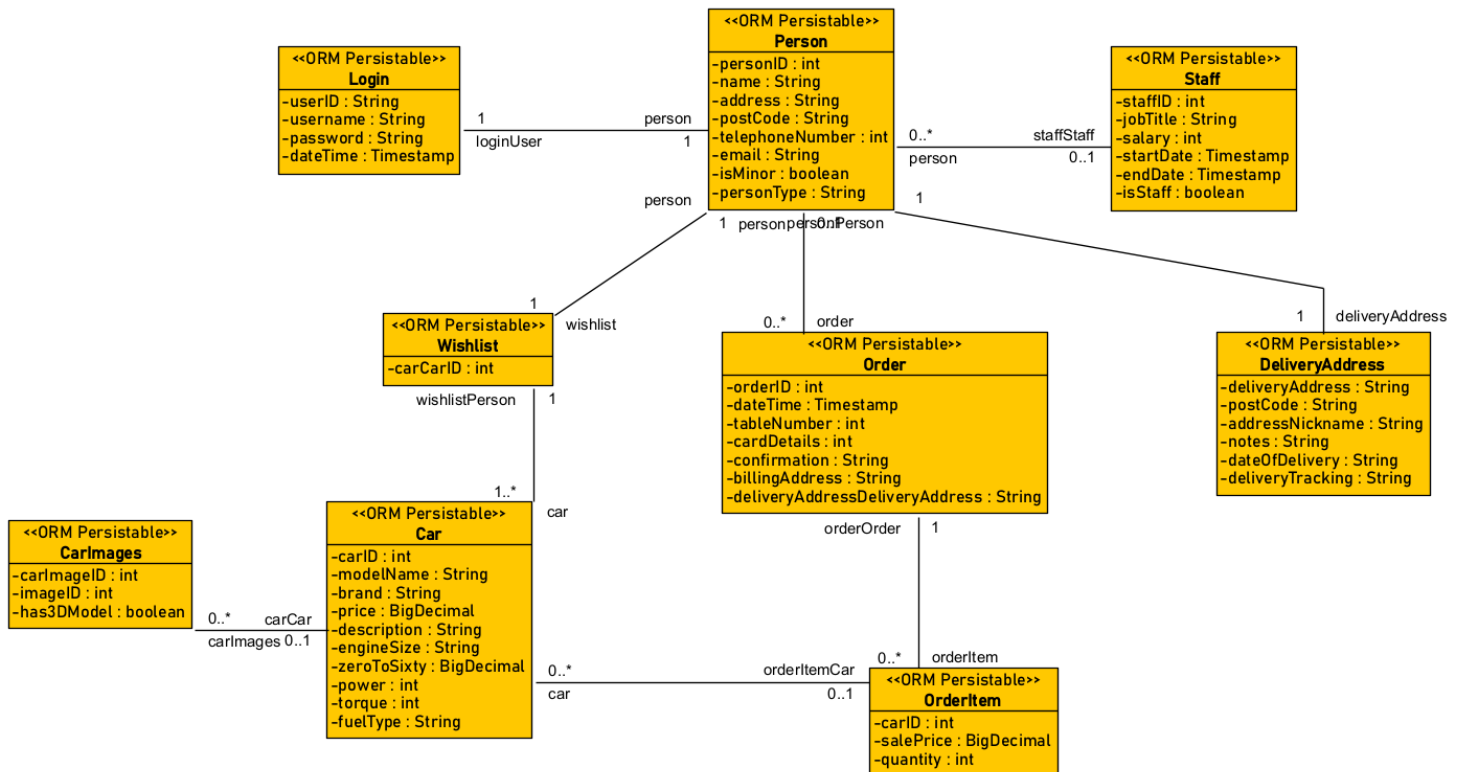 <<ORM Persistable>>
Person
-personID : int
-name : String
-address : String
-postCode : String
-telephoneNumber : int
-email : String
-isMinor : boolean
-personType : String
<<ORM Persistable>>
Login
-userID : String
-username : String
-password : String
-dateTime : Timestamp
1
loginUser
person
1
<<ORM Persistable>>
Staff
-staffID : int
-jobTitle : String
-salary : int
-startDate : Timestamp
-endDate : Timestamp
-isStaff : boolean
0..*
person
staffStaff
0..1
person
1
person
personPerson
0..1
1
1
wishlist
<<ORM Persistable>>
Wishlist
-carCarID : int
wishlistPerson
1
0..*
order
<<ORM Persistable>>
Order
-orderID : int
-dateTime : Timestamp
-tableNumber : int
-cardDetails : int
-confirmation : String
-billingAddress : String
-deliveryAddressDeliveryAddress : String
1
deliveryAddress
<<ORM Persistable>>
DeliveryAddress
-deliveryAddress : String
-postCode : String
-addressNickname : String
-notes : String
-dateOfDelivery : String
-deliveryTracking : String
1..*
car
<<ORM Persistable>>
Car
-carID : int
-modelName : String
-brand : String
-price : BigDecimal
-description : String
-engineSize : String
-zeroToSixty : BigDecimal
-power : int
-torque : int
-fuelType : String
<<ORM Persistable>>
CarImages
-carImageID : int
-imageID : int
-has3DModel : boolean
0..*
carCar
carImages
0..1
orderOrder
1
0..*
car
orderItemCar
0..1
0..*
orderItem
<<ORM Persistable>>
OrderItem
-carID : int
-salePrice : BigDecimal
-quantity : int